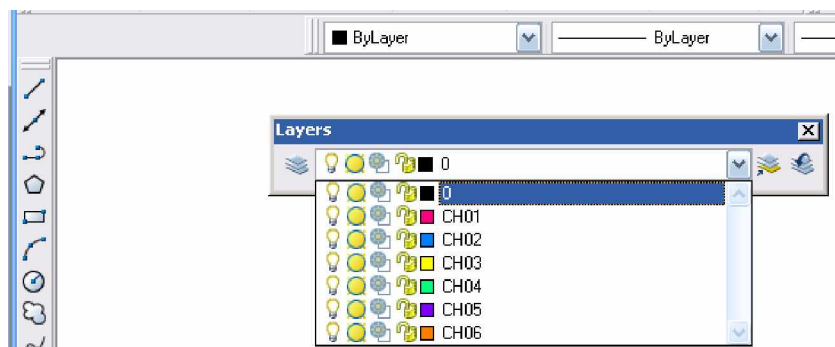 ByLayer ByLayer
Layers
0
0
CH01
CH02
CH03
CH04
CH05
CH06